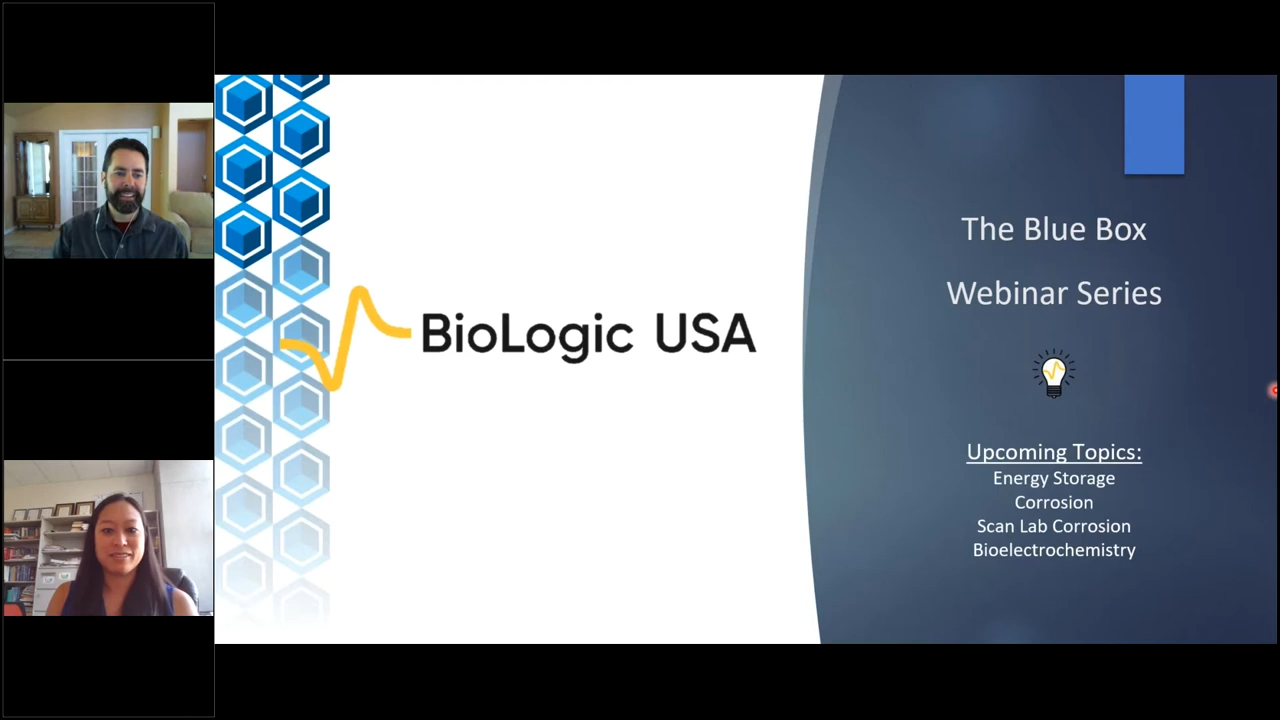 BioLogic USA
The Blue Box
Webinar Series
Upcoming Topics:
Energy Storage
Corrosion
Scan Lab Corrosion
Bioelectrochemistry